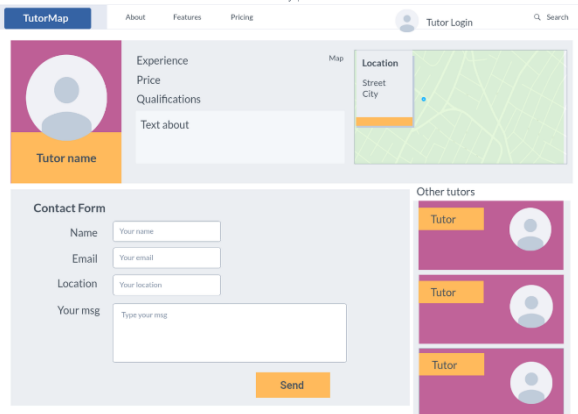 TutorMap
About
Features
Pricing
Tutor Login
Search
Tutor name
Experience
Price
Qualifications
Text about
Map
Location
Street
City
Contact Form
Name
Your name
Email
Your email
Location
Your location
Your msg
Type your msg
Send
Other tutors
Tutor
Tutor
Tutor